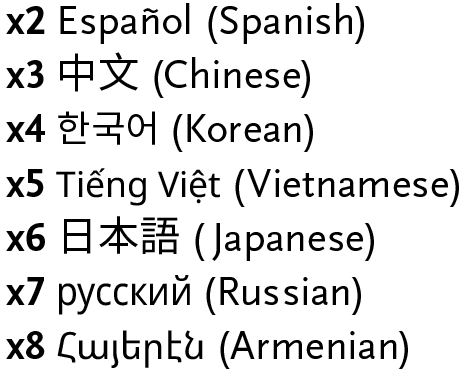 x2 Español (Spanish)
x3 中文 (Chinese)
x4 한국어 (Korean)
x5 Tiếng Việt (Vietnamese)
x6 日本語 (Japanese)
x7 русский (Russian)
x8 Հայերէն (Armenian)